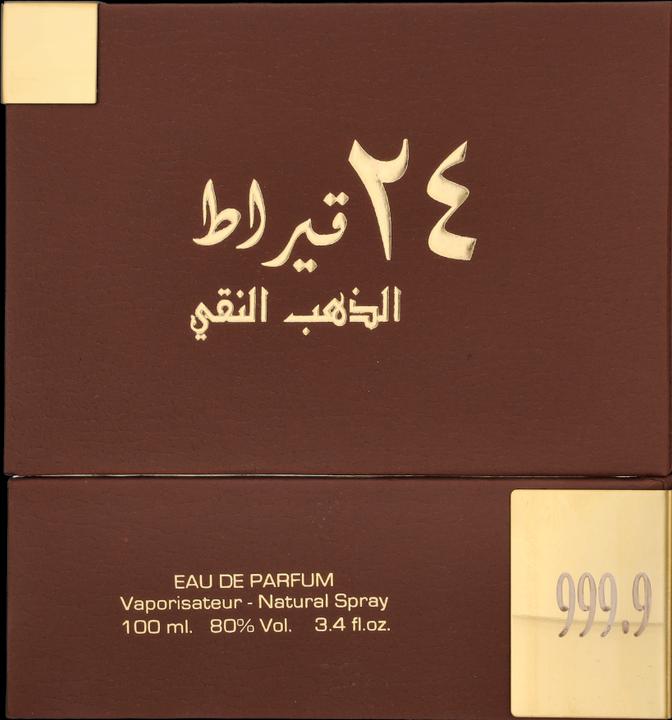 ٢٤ قيراط
الذهب النقي
EAU DE PARFUM
Vaporisateur - Natural Spray
100 ml. 80% Vol. 3.4 fl.oz.
999.9